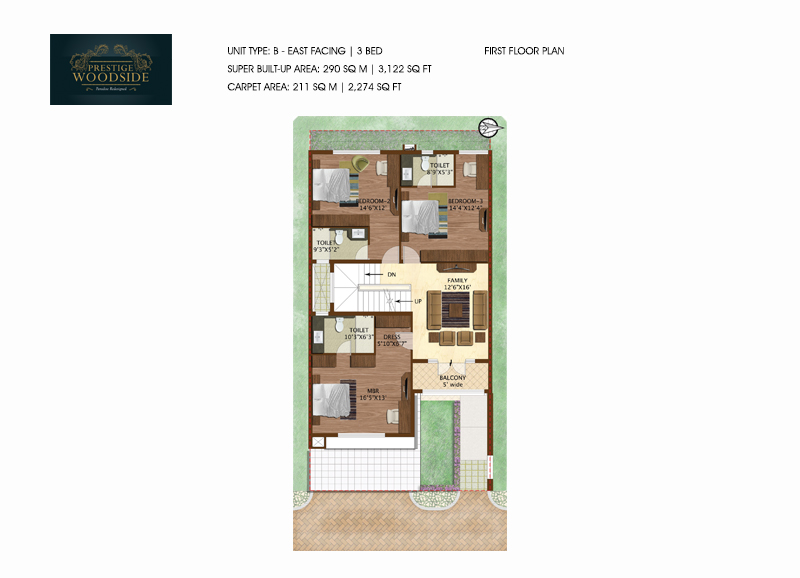 PRESTIGE
WOODSIDE
UNIT TYPE: B - EAST FACING | 3 BED
FIRST FLOOR PLAN
SUPER BUILT-UP AREA: 290 SQ M | 3,122 SQ FT
CARPET AREA: 211 SQ M | 2,274 SQ FT
TOILET
8'9"X5'3"
BEDROOM-2
14'6"X12'
BEDROOM-3
14'4"X12'4"
TOILET
9'3"X5'2"
DN
FAMILY
12'6"X16'
UP
TOILET
10'3"X6'3"
DRESS
5'10"X6'7"
BALCONY
5' wide
MBR
16'5"X13'